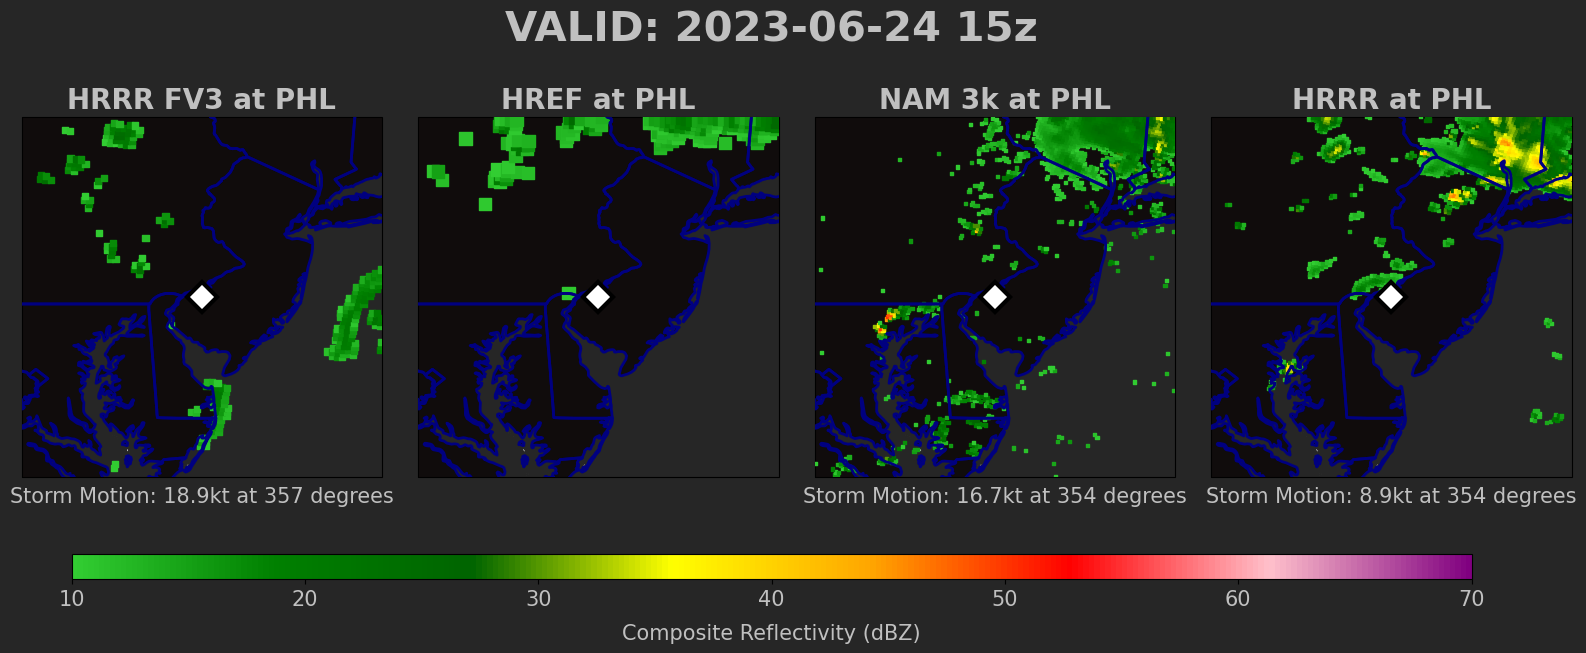 VALID: 2023-06-24 15z
HRRR FV3 at PHL
HREF at PHL
NAM 3k at PHL
HRRR at PHL
Storm Motion: 18.9kt at 357 degrees
Storm Motion: 16.7kt at 354 degrees
Storm Motion: 8.9kt at 354 degrees
10 20 30 40 50 60 70
Composite Reflectivity (dBZ)